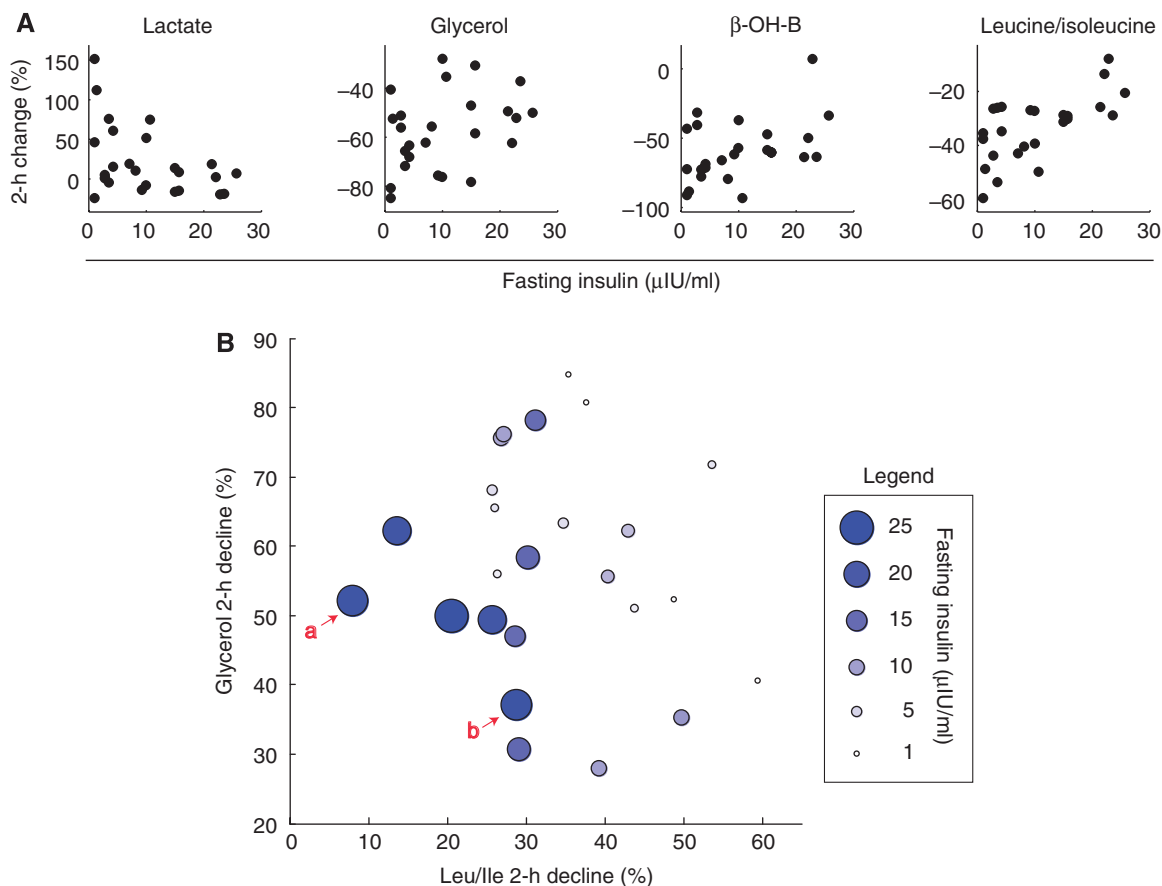 A
Lactate
Glycerol
β-OH-B
Leucine/isoleucine
2-h change (%)
150
100
50
0
0 10 20 30
−40
−60
−80
0 10 20 30
0
−50
−100
0 10 20 30
−20
−40
−60
0 10 20 30
Fasting insulin (μIU/ml)
B
Glycerol 2-h decline (%)
90
80
70
60
50
40
30
20
a
b
0 10 20 30 40 50 60
Leu/Ile 2-h decline (%)
Legend
25
20
15
10
5
1
Fasting insulin (μIU/ml)